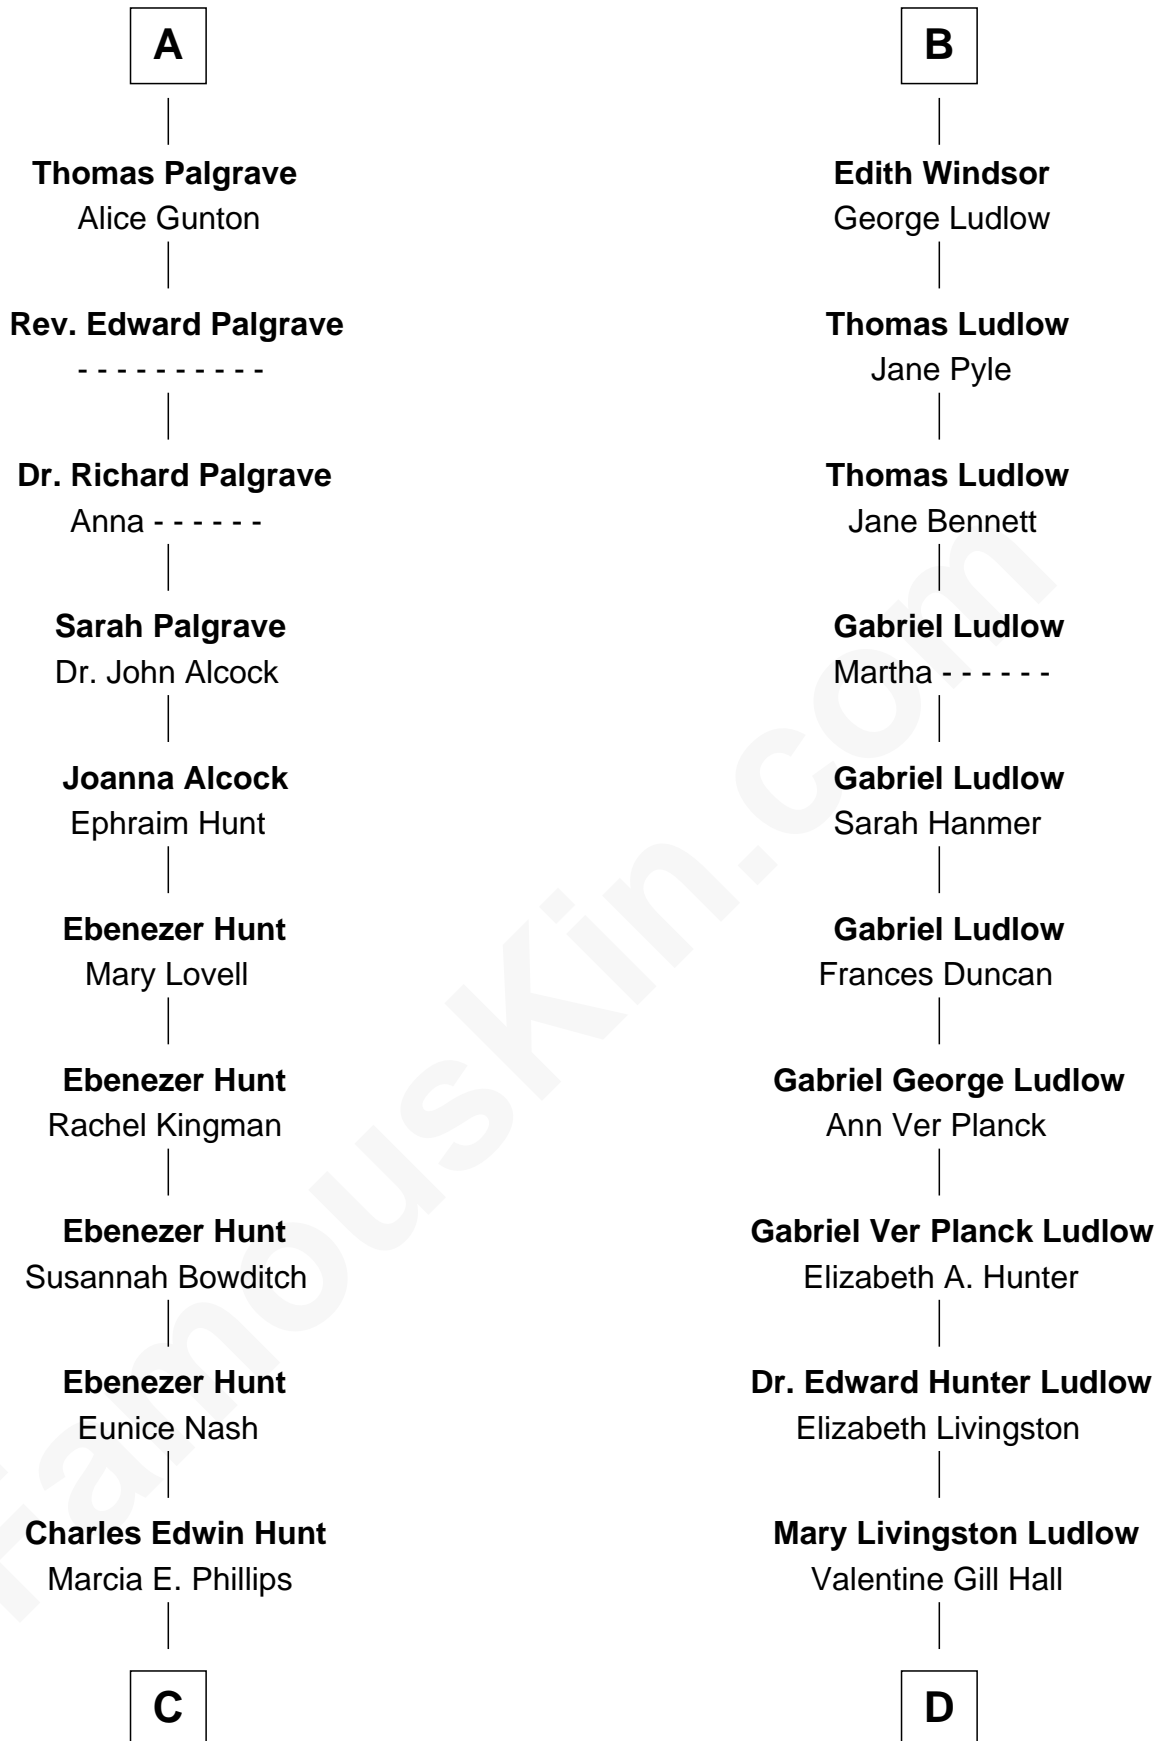 A
Thomas Palgrave
Alice Gunton
Rev. Edward Palgrave
- - - - - - - - - -
Dr. Richard Palgrave
Anna - - - - - -
Sarah Palgrave
Dr. John Alcock
Joanna Alcock
Ephraim Hunt
Ebenezer Hunt
Mary Lovell
Ebenezer Hunt
Rachel Kingman
Ebenezer Hunt
Susannah Bowditch
Ebenezer Hunt
Eunice Nash
Charles Edwin Hunt
Marcia E. Phillips
C
B
Edith Windsor
George Ludlow
Thomas Ludlow
Jane Pyle
Thomas Ludlow
Jane Bennett
Gabriel Ludlow
Martha - - - - - -
Gabriel Ludlow
Sarah Hanmer
Gabriel Ludlow
Frances Duncan
Gabriel George Ludlow
Ann Ver Planck
Gabriel Ver Planck Ludlow
Elizabeth A. Hunter
Dr. Edward Hunter Ludlow
Elizabeth Livingston
Mary Livingston Ludlow
Valentine Gill Hall
D
FamousKin.com